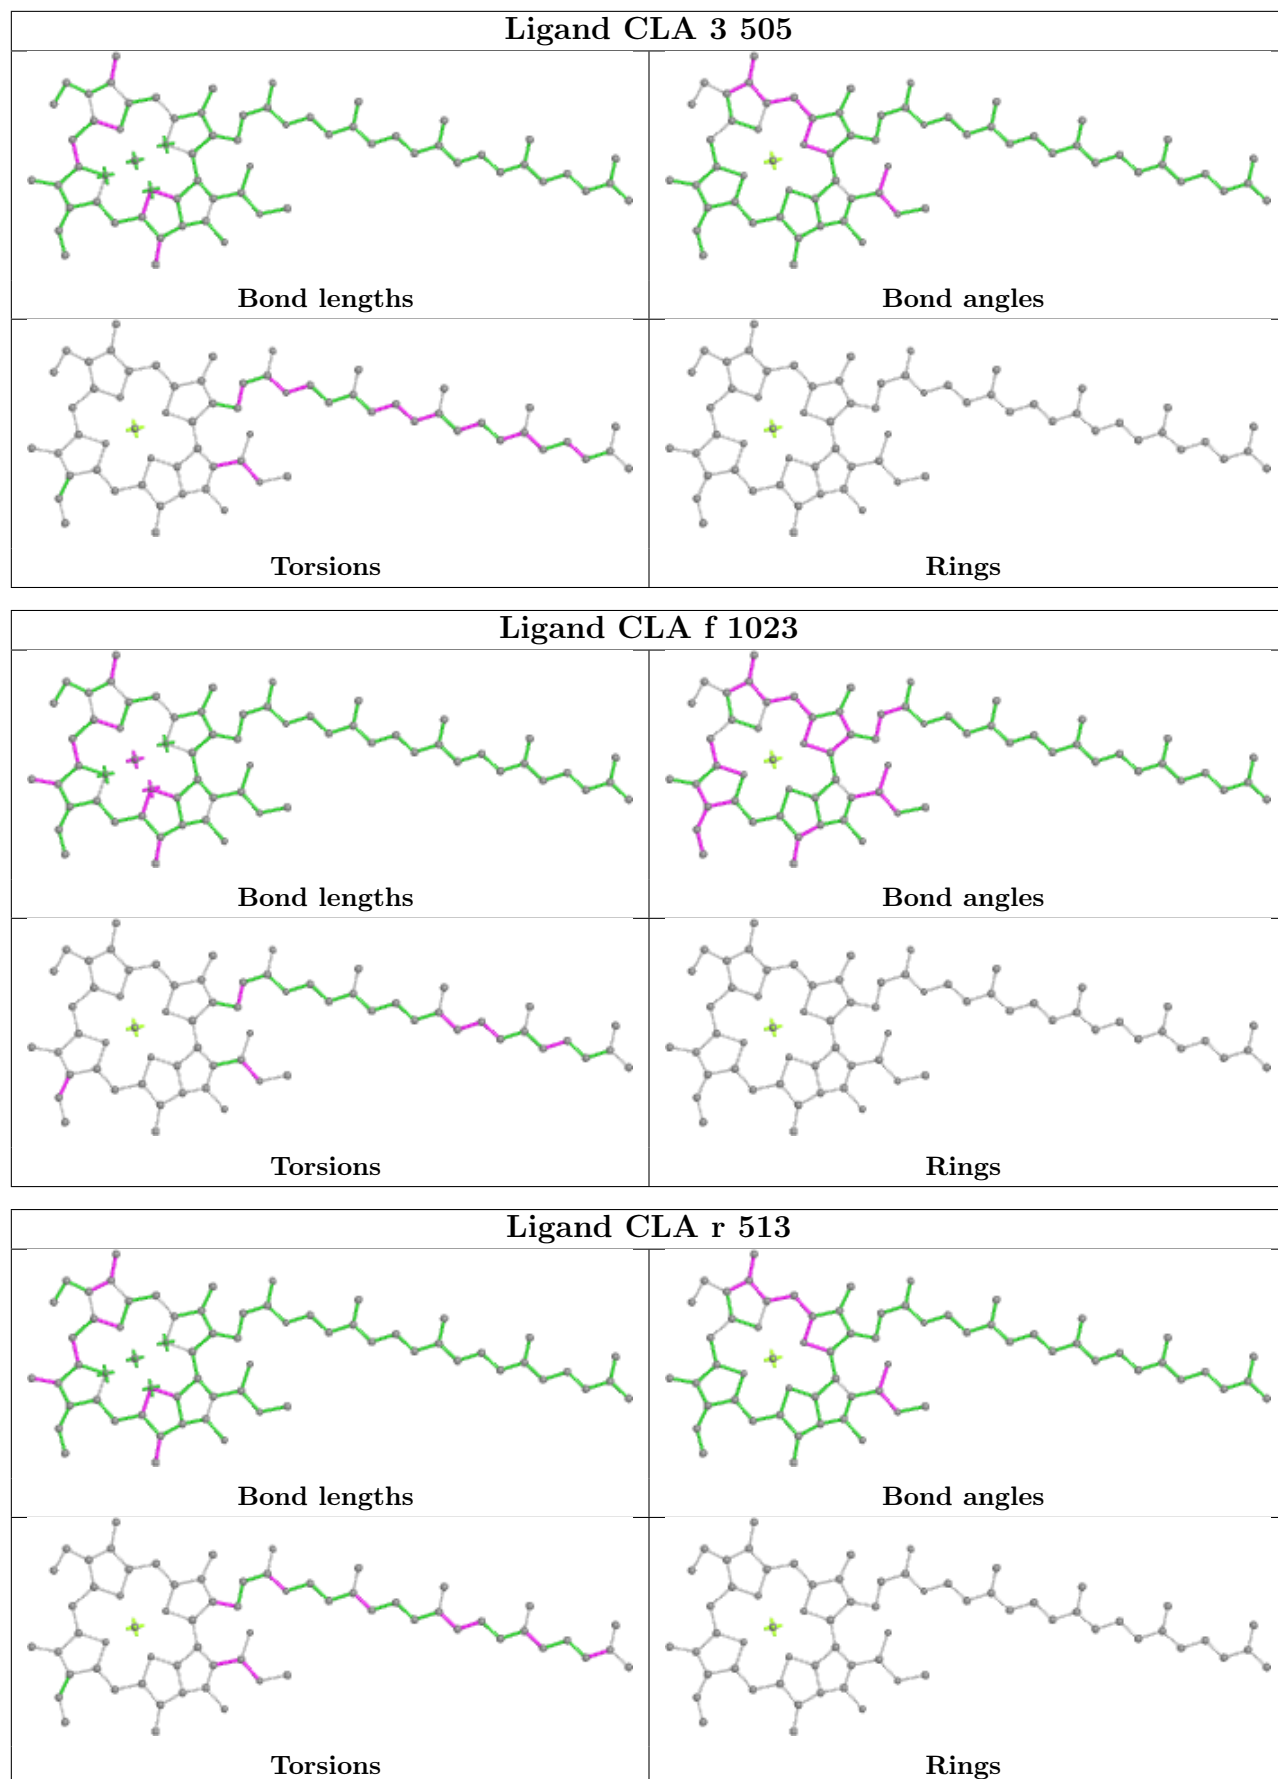 Ligand CLA 3 505
Bond lengths
Bond angles
Torsions
Rings
Ligand CLA f 1023
Bond lengths
Bond angles
Torsions
Rings
Ligand CLA r 513
Bond lengths
Bond angles
Torsions
Rings